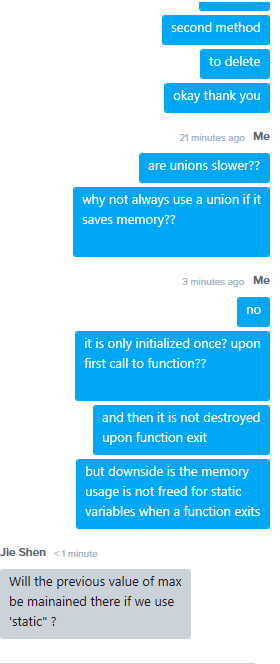 second method
to delete
okay thank you
21 minutes ago Me
are unions slower??
why not always use a union if it
saves memory??
3 minutes ago Me
no
it is only initialized once? upon
first call to function??
and then it is not destroyed
upon function exit
but downside is the memory
usage is not freed for static
variables when a function exits
Jie Shen < 1 minute
Will the previous value of max
be mainained there if we use
'static" ?